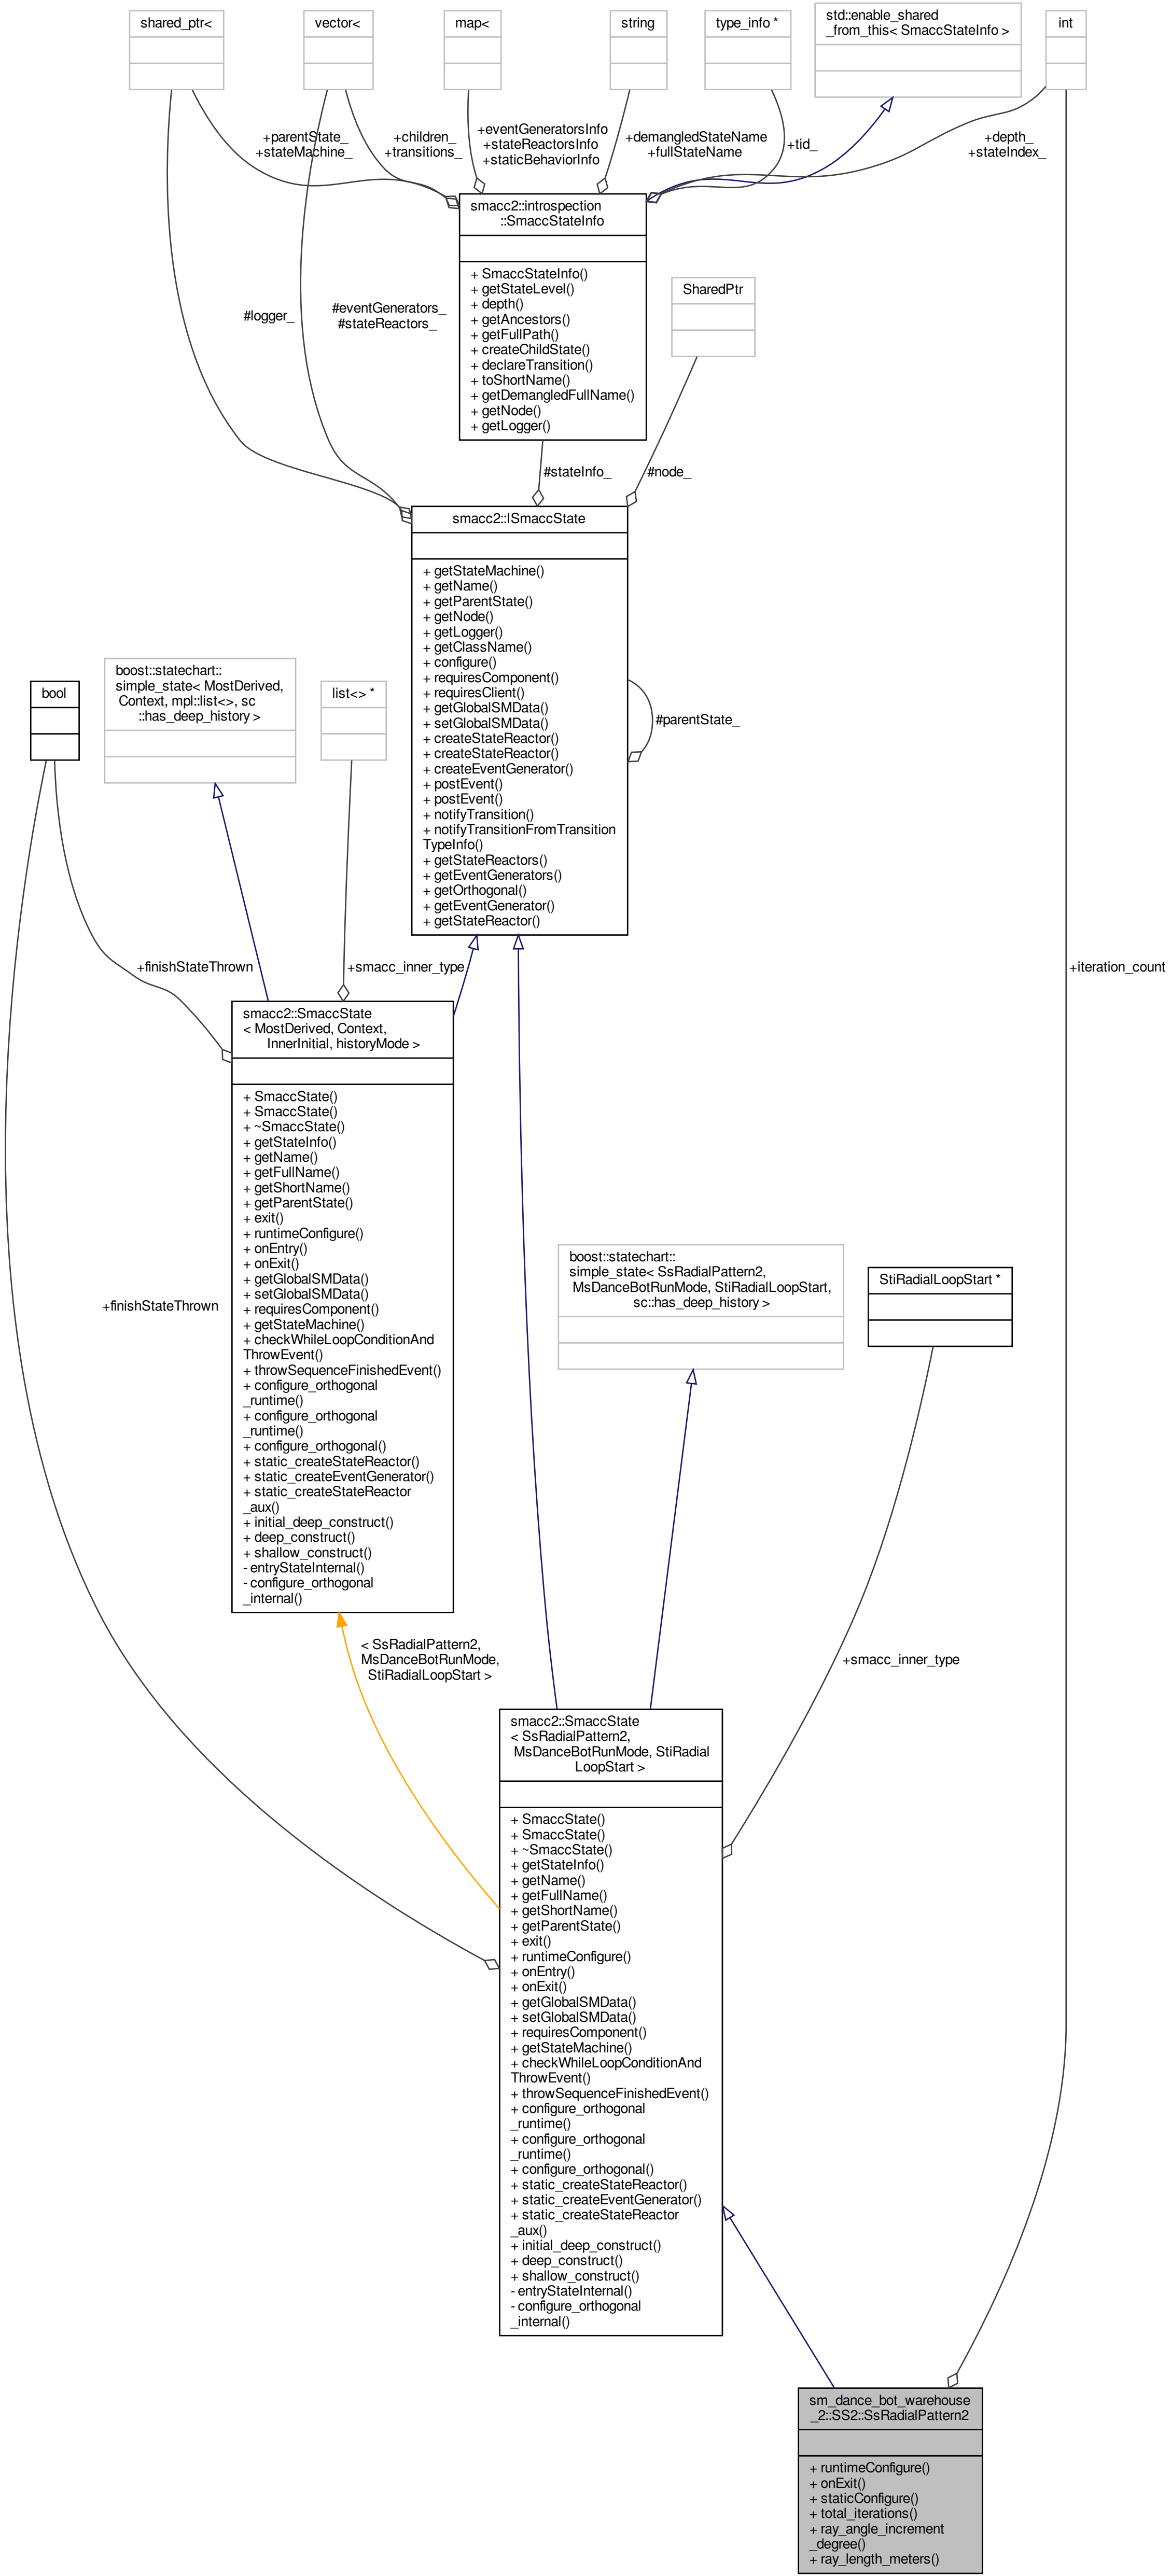 shared_ptr<
vector<
map<
string
type_info *
std::enable_shared
_from_this< SmaccStateInfo >
int
+parentState_
+stateMachine_
+children_
+transitions_
+eventGeneratorsInfo
+stateReactorsInfo
+staticBehaviorInfo
+demangledStateName
+fullStateName
+tid_
+depth_
+stateIndex_
smacc2::introspection
::SmaccStateInfo
+ SmaccStateInfo()
+ getStateLevel()
+ depth()
+ getAncestors()
+ getFullPath()
+ createChildState()
+ declareTransition()
+ toShortName()
+ getDemangledFullName()
+ getNode()
+ getLogger()
SharedPtr
#logger_
#eventGenerators_
#stateReactors_
#stateInfo_
#node_
smacc2::ISmaccState
+ getStateMachine()
+ getName()
+ getParentState()
+ getNode()
+ getLogger()
+ getClassName()
+ configure()
+ requiresComponent()
+ requiresClient()
+ getGlobalSMData()
+ setGlobalSMData()
+ createStateReactor()
+ createStateReactor()
+ createEventGenerator()
+ postEvent()
+ postEvent()
+ notifyTransition()
+ notifyTransitionFromTransition
TypeInfo()
+ getStateReactors()
+ getEventGenerators()
+ getOrthogonal()
+ getEventGenerator()
+ getStateReactor()
#parentState_
bool
boost::statechart::
simple_state< MostDerived,
Context, mpl::list<>, sc
::has_deep_history >
list<> *
+finishStateThrown
+smacc_inner_type
+iteration_count
smacc2::SmaccState
< MostDerived, Context,
InnerInitial, historyMode >
+ SmaccState()
+ SmaccState()
+ ~SmaccState()
+ getStateInfo()
+ getName()
+ getFullName()
+ getShortName()
+ getParentState()
+ exit()
+ runtimeConfigure()
+ onEntry()
+ onExit()
+ getGlobalSMData()
+ setGlobalSMData()
+ requiresComponent()
+ getStateMachine()
+ checkWhileLoopConditionAnd
ThrowEvent()
+ throwSequenceFinishedEvent()
+ configure_orthogonal
_runtime()
+ configure_orthogonal
_runtime()
+ configure_orthogonal()
+ static_createStateReactor()
+ static_createEventGenerator()
+ static_createStateReactor
_aux()
+ initial_deep_construct()
+ deep_construct()
+ shallow_construct()
- entryStateInternal()
- configure_orthogonal
_internal()
+finishStateThrown
boost::statechart::
simple_state< SsRadialPattern2,
MsDanceBotRunMode, StiRadialLoopStart,
sc::has_deep_history >
StiRadialLoopStart *
< SsRadialPattern2,
MsDanceBotRunMode,
StiRadialLoopStart >
+smacc_inner_type
smacc2::SmaccState
< SsRadialPattern2,
MsDanceBotRunMode, StiRadial
LoopStart >
+ SmaccState()
+ SmaccState()
+ ~SmaccState()
+ getStateInfo()
+ getName()
+ getFullName()
+ getShortName()
+ getParentState()
+ exit()
+ runtimeConfigure()
+ onEntry()
+ onExit()
+ getGlobalSMData()
+ setGlobalSMData()
+ requiresComponent()
+ getStateMachine()
+ checkWhileLoopConditionAnd
ThrowEvent()
+ throwSequenceFinishedEvent()
+ configure_orthogonal
_runtime()
+ configure_orthogonal
_runtime()
+ configure_orthogonal()
+ static_createStateReactor()
+ static_createEventGenerator()
+ static_createStateReactor
_aux()
+ initial_deep_construct()
+ deep_construct()
+ shallow_construct()
- entryStateInternal()
- configure_orthogonal
_internal()
sm_dance_bot_warehouse
_2::SS2::SsRadialPattern2
+ runtimeConfigure()
+ onExit()
+ staticConfigure()
+ total_iterations()
+ ray_angle_increment
_degree()
+ ray_length_meters()